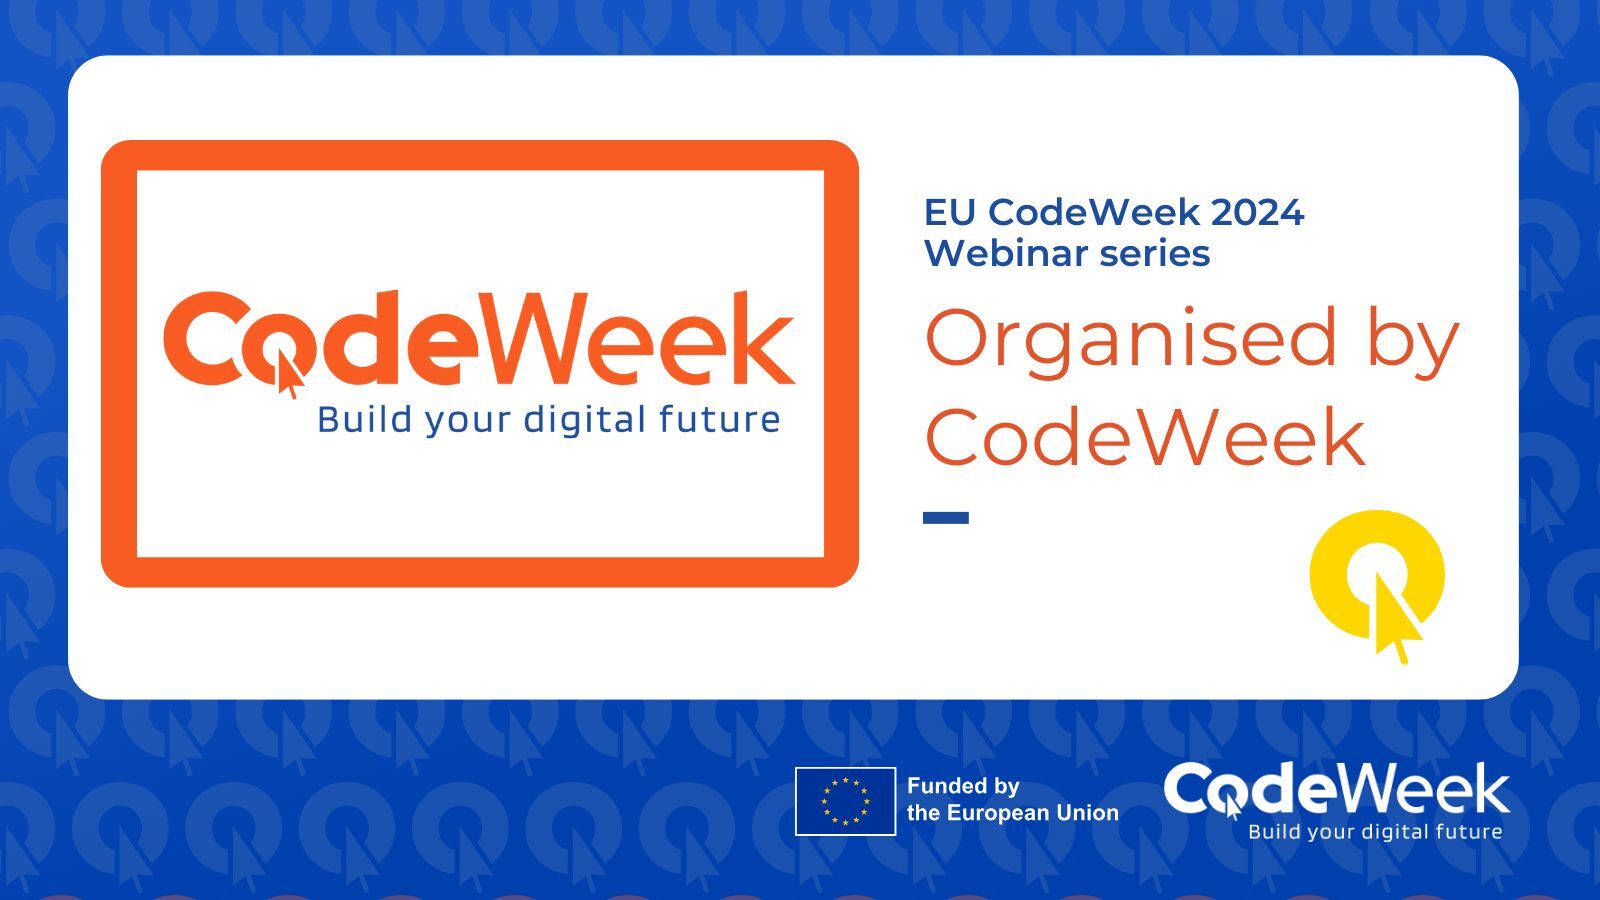 CodeWeek
Build your digital future
EU CodeWeek 2024
Webinar series
Organised by
CodeWeek
Funded by
the European Union
CodeWeek
Build your digital future